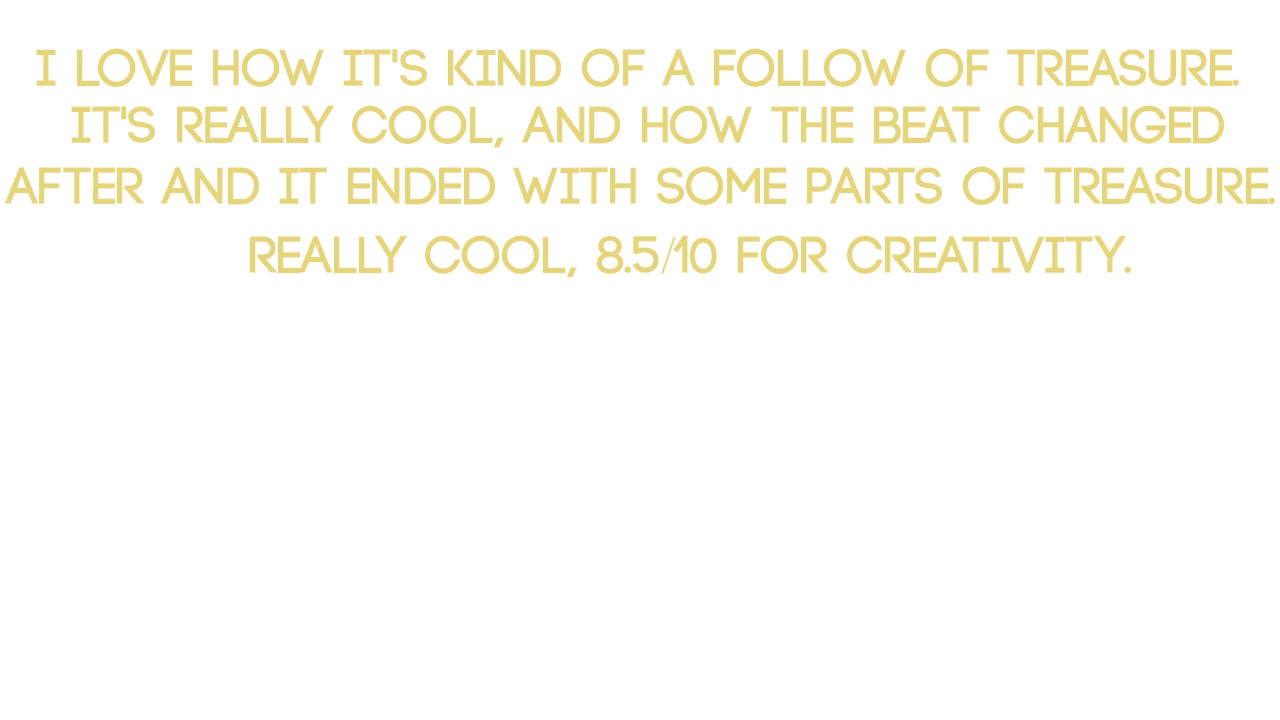 I LOVE HOW IT'S KIND OF A FOLLOW OF TREASURE.
IT'S REALLY COOL, AND HOW THE BEAT CHANGED
AFTER AND IT ENDED WITH SOME PARTS OF TREASURE.
REALLY COOL, 8.5/10 FOR CREATIVITY.